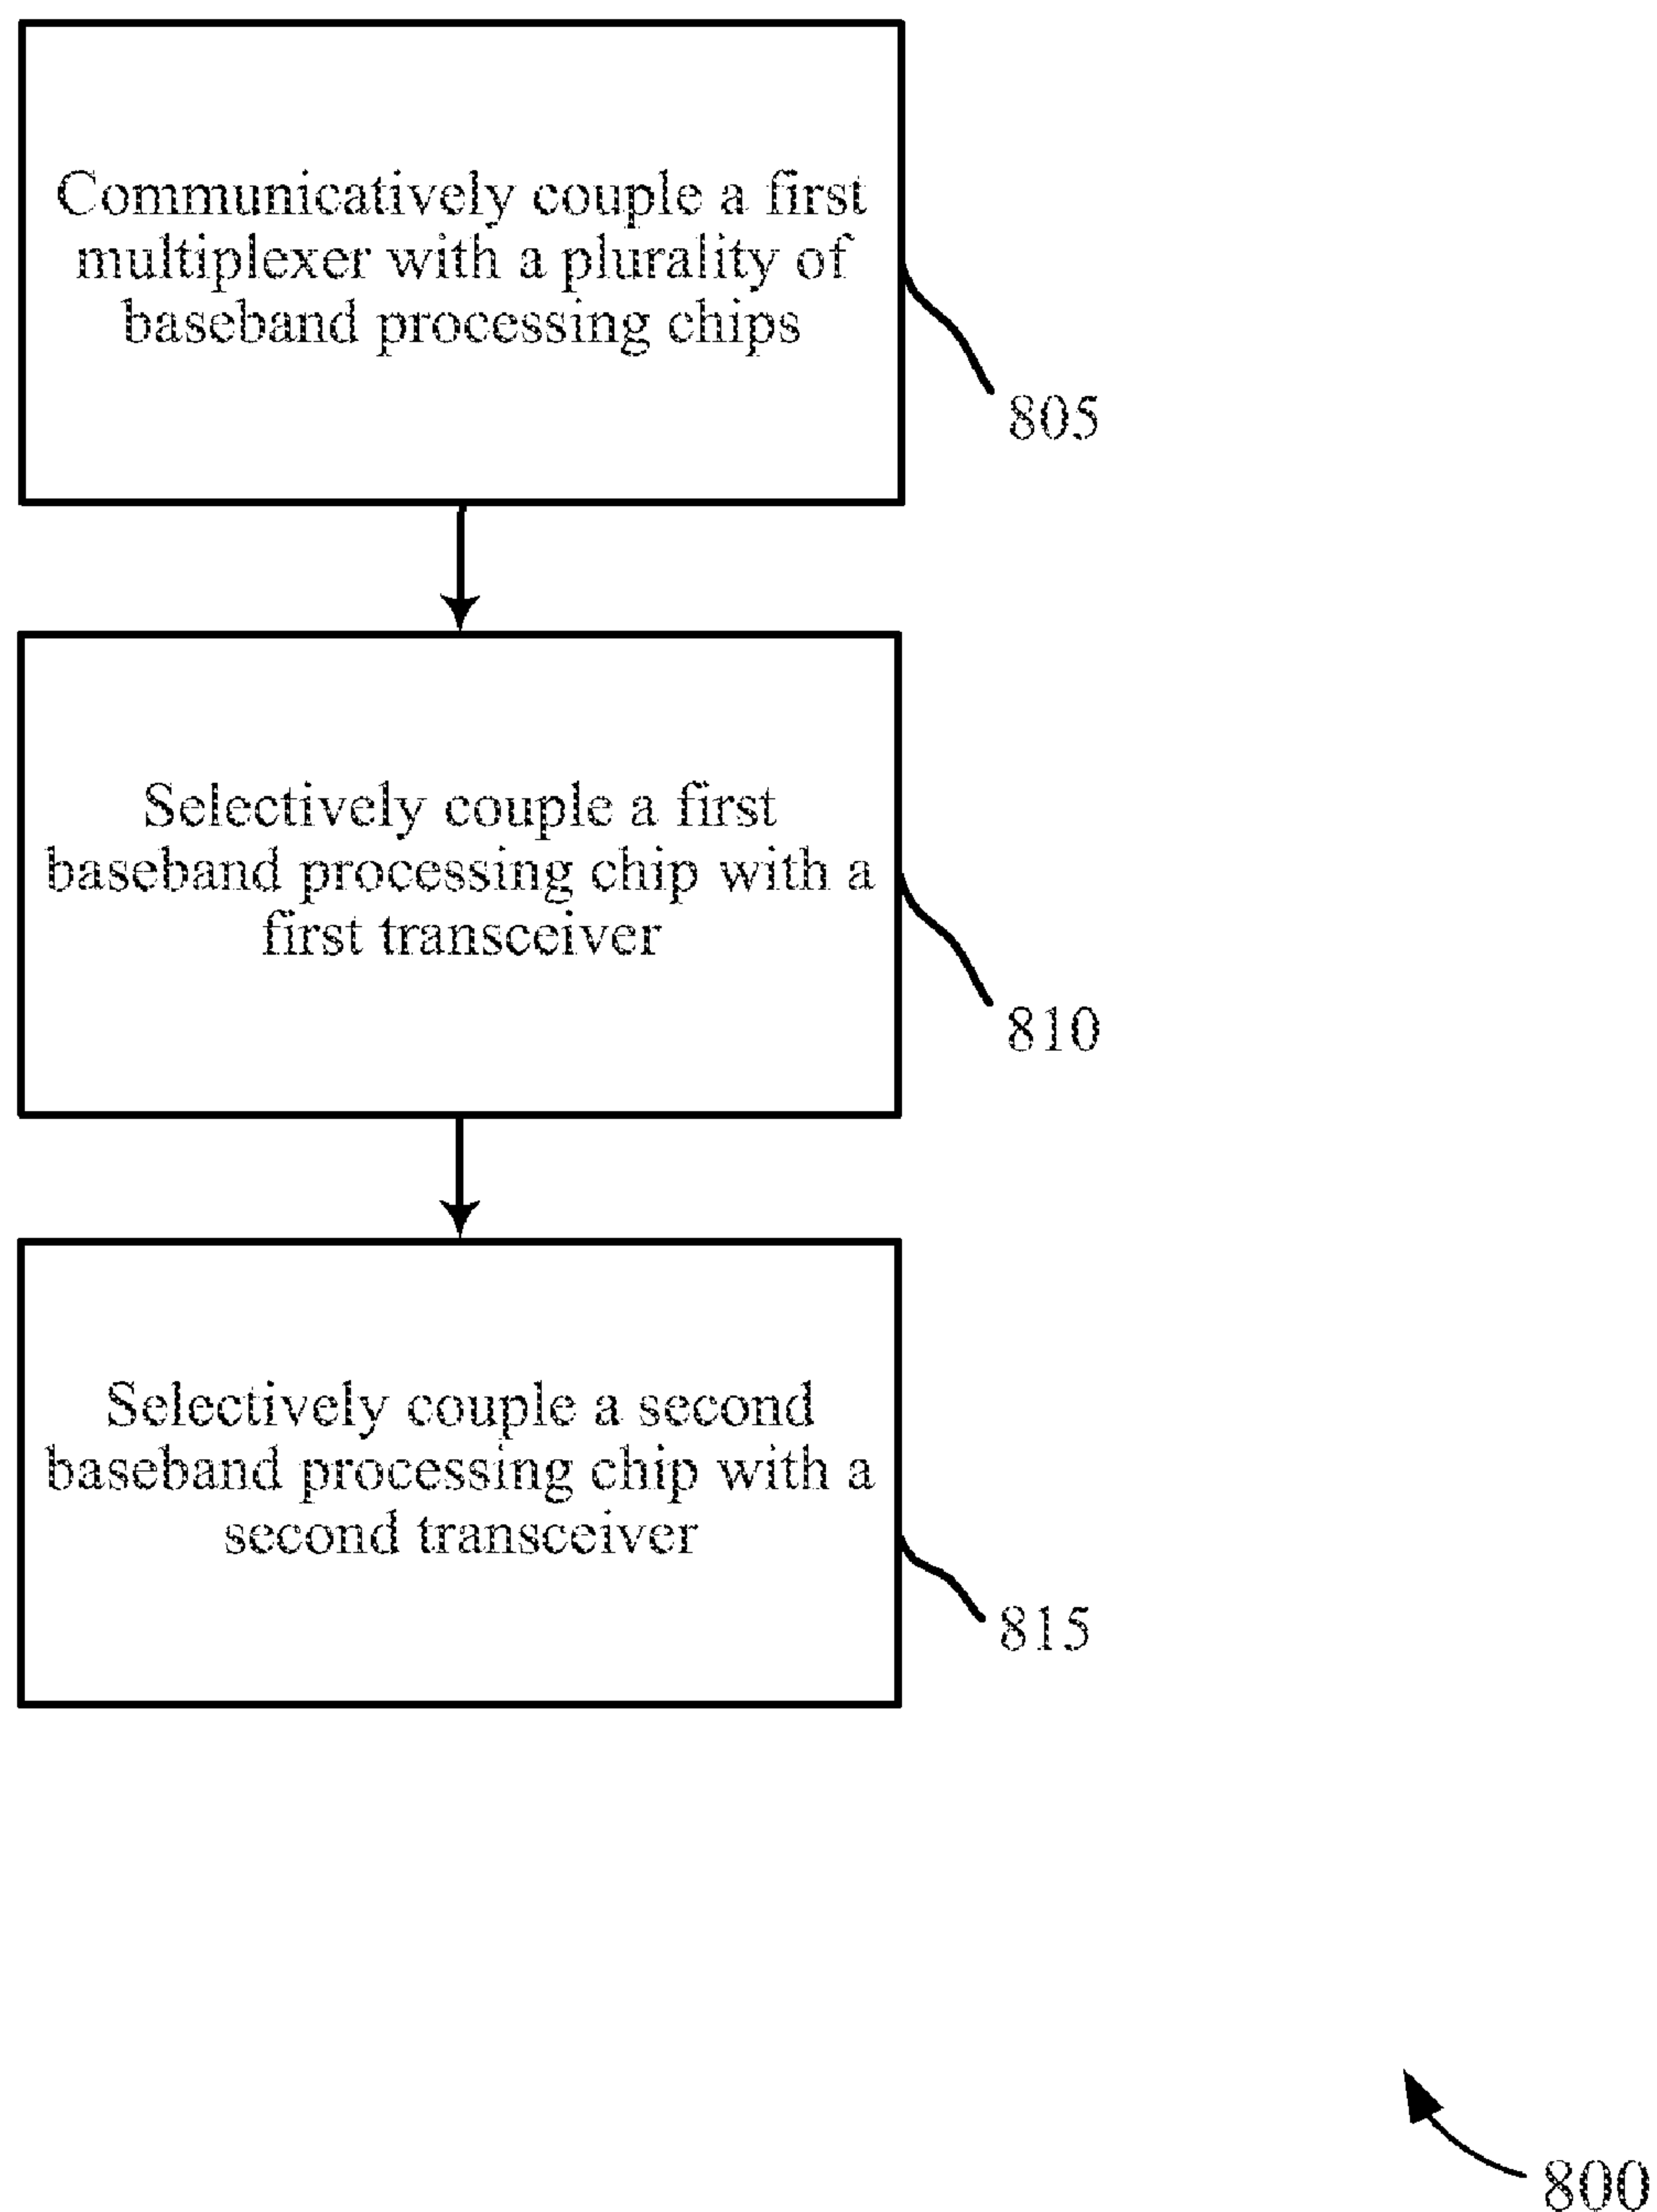 Communicatively couple a first
multiplexer with a plurality of
baseband processing chips
805
Selectively couple a first
baseband processing chip with a
first transceiver
810
Selectively couple a second
baseband processing chip with a
second transceiver
815
800